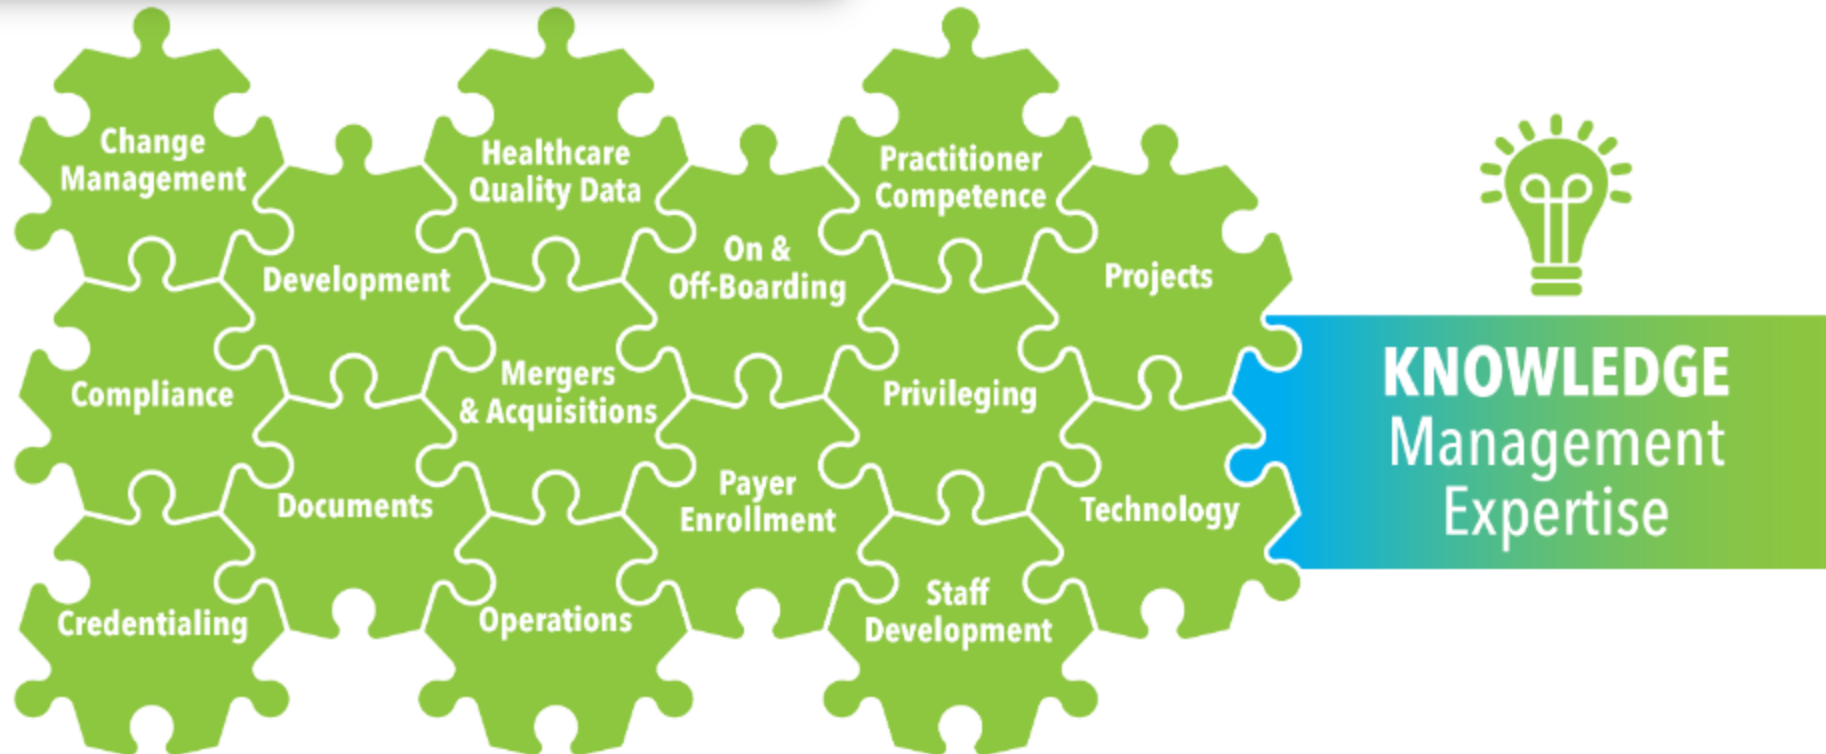 Change
Management
Compliance
Credentialing
Development
Documents
Healthcare
Quality Data
Mergers
& Acquisitions
Operations
On &
Off-Boarding
Payer
Enrollment
Practitioner
Competence
Privileging
Staff
Development
Projects
Technology
KNOWLEDGE
Management
Expertise